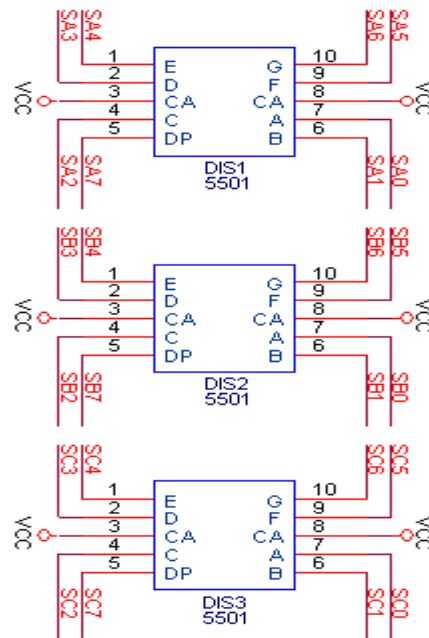 SA3 SA4 SA6 SA5
1 E G 10
2 D F 9
VCC 3 CA CA 8 VCC
4 C A 7
5 DP B 6
SA2 SA7 DIS1 SA1 SA0
5501
SB3 SB4 SB6 SB5
1 E G 10
2 D F 9
VCC 3 CA CA 8 VCC
4 C A 7
5 DP B 6
SB2 SB7 DIS2 SB1 SB0
5501
SC3 SC4 SC6 SC5
1 E G 10
2 D F 9
VCC 3 CA CA 8 VCC
4 C A 7
5 DP B 6
SC2 SC7 DIS3 SC1 SC0
5501